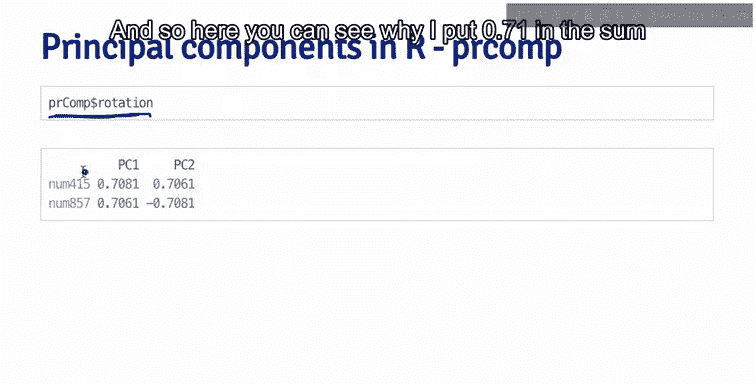 And so here you can see why I put 0.71 in the sum
Principal components in R - prcomp
prComp$rotation
PC1 PC2
num415 0.7081 0.7061
num857 0.7061 -0.7081